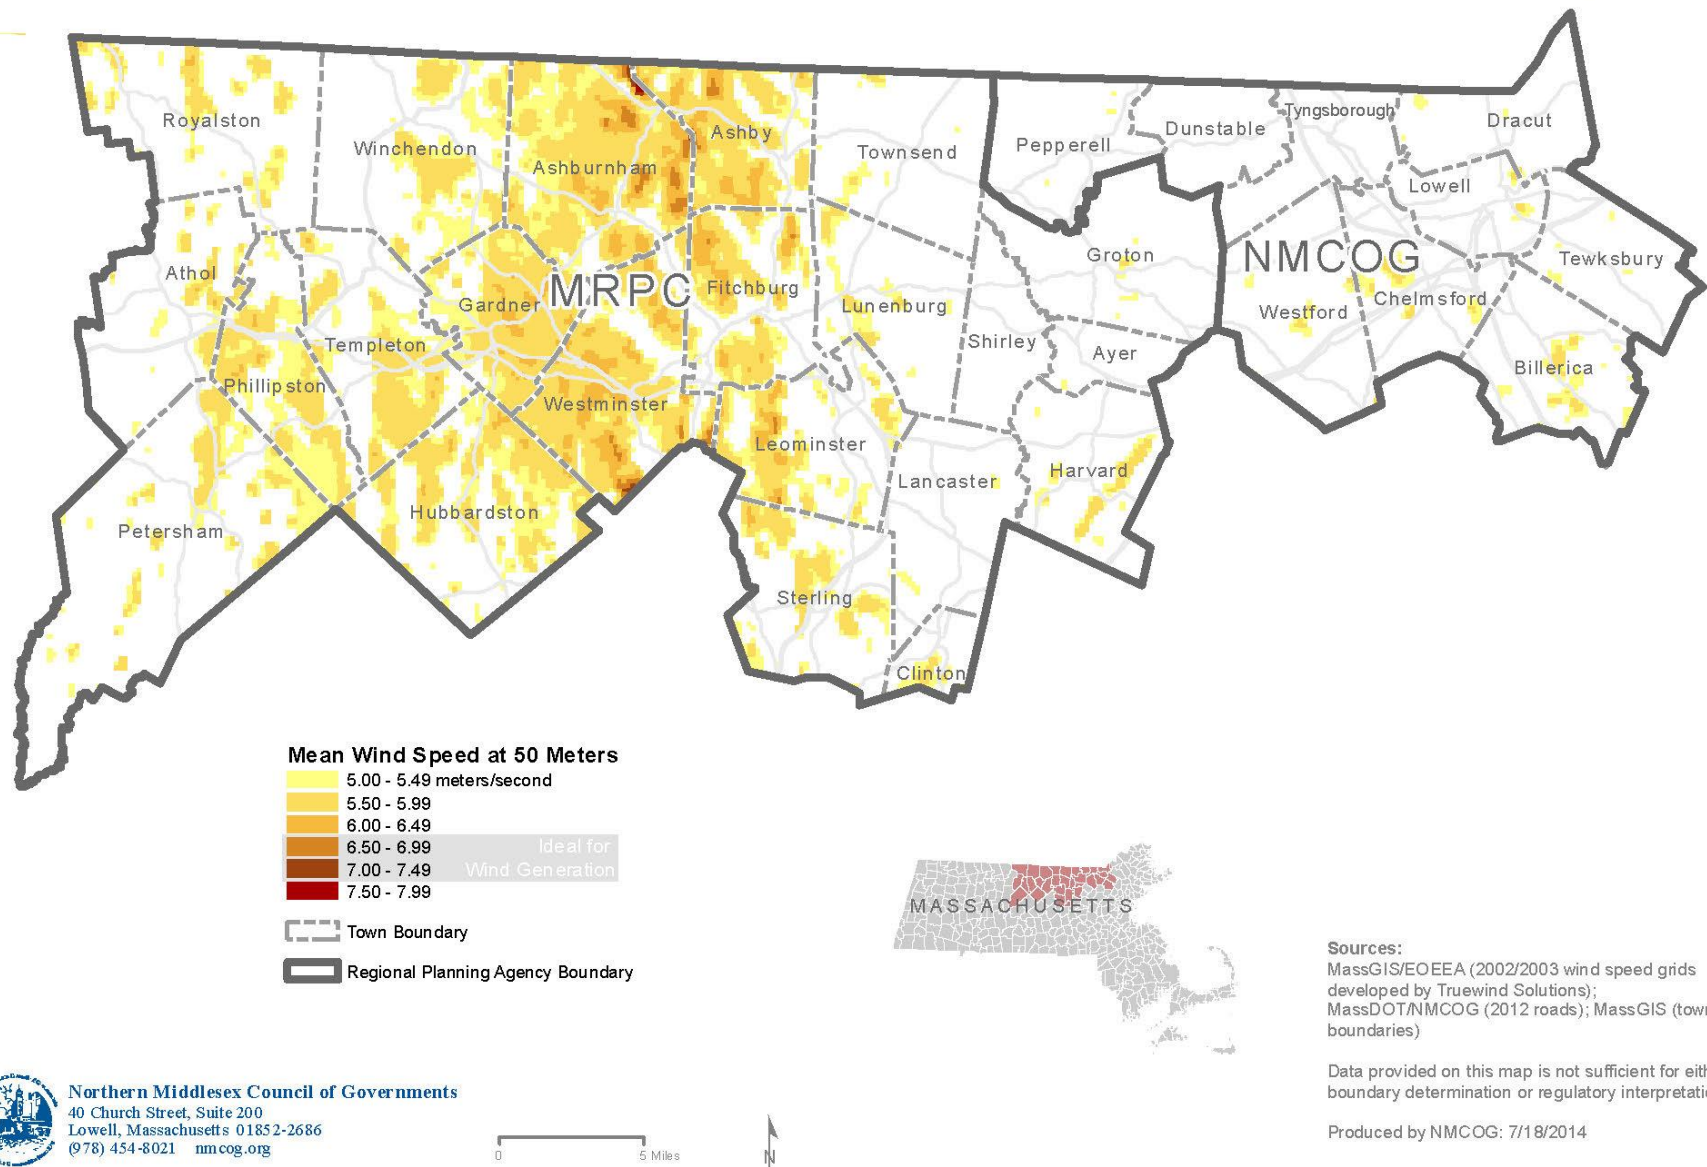 Royalston
Winchendon
Ashburnham
Ashby
Townsend
Pepperell
Dunstable
Tyngsborough
Dracut
Lowell
Athol
Gardner
MRPC
Fitchburg
Lunenburg
Shirley
Groton
Ayer
NMCOG
Westford
Chelmsford
Tewksbury
Billerica
Templeton
Phillipston
Westminster
Leominster
Lancaster
Harvard
Petersham
Hubbardston
Sterling
Clinton
Mean Wind Speed at 50 Meters
5.00 - 5.49 meters/second
5.50 - 5.99
6.00 - 6.49
6.50 - 6.99 Ideal for
7.00 - 7.49 Wind Generation
7.50 - 7.99
Town Boundary
Regional Planning Agency Boundary
MASSACHUSETTS
Sources:
MassGIS/EOEEA (2002/2003 wind speed grids
developed by Truewind Solutions);
MassDOT/NMCOG (2012 roads); MassGIS (town
boundaries)
Data provided on this map is not sufficient for
boundary determination or regulatory
Produced by NMCOG: 7/18/2014
Northern Middlesex Council of Governments
40 Church Street, Suite 200
Lowell, Massachusetts 01852-2686
(978) 454-8021 nmcog.org
0 5 Miles
N